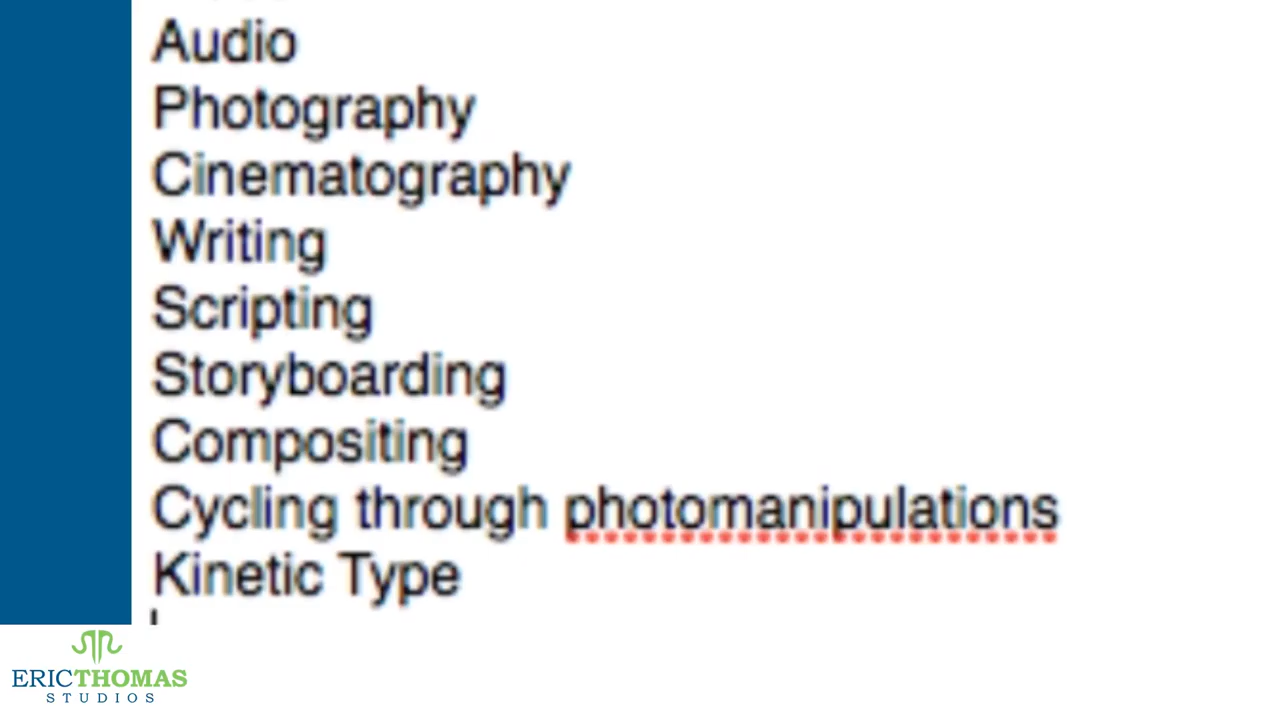 Audio
Photography
Cinematography
Writing
Scripting
Storyboarding
Compositing
Cycling through photomanipulations
Kinetic Type
ERICTHOMAS
STUDIOS